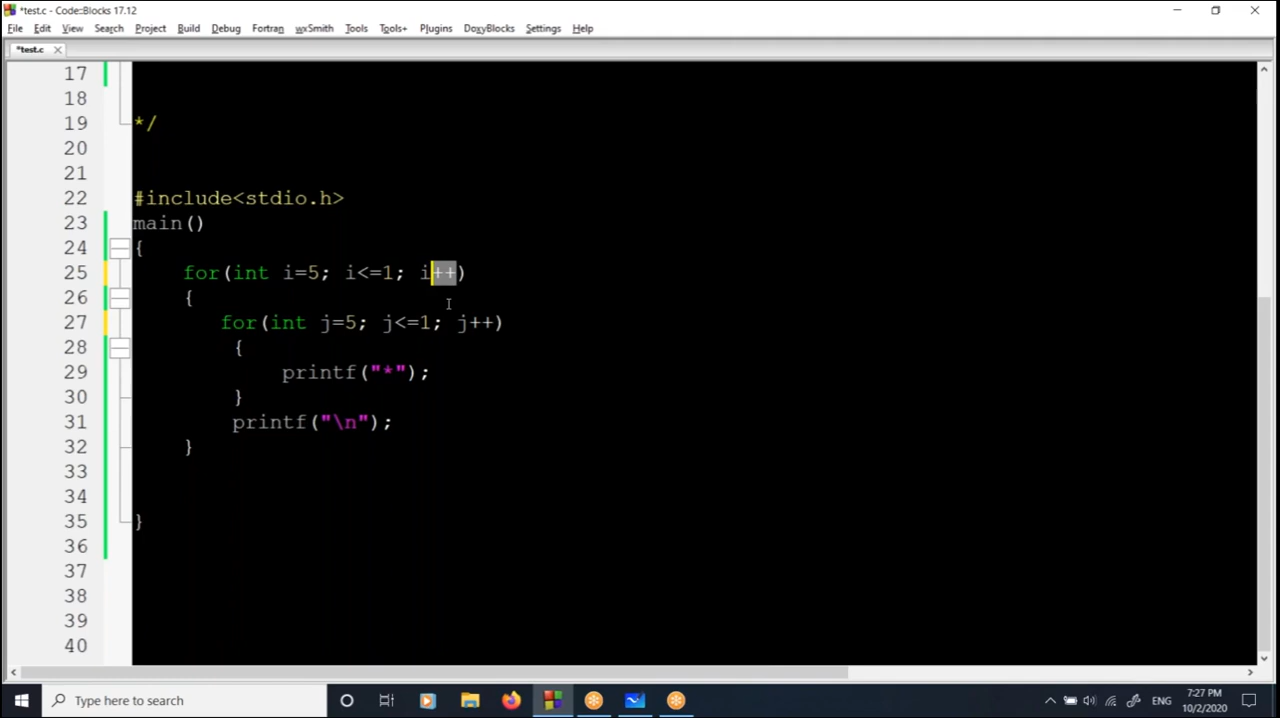 *test.c - Code::Blocks 17.12
File Edit View Search Project Build Debug Fortran wxSmith Tools Tools+ Plugins DoxyBlocks Settings Help
*test.c
17
18
19 */
20
21
22 #include<stdio.h>
23 main()
24 {
25 for(int i=5; i<=1; i++)
26 {
27 for(int j=5; j<=1; j++)
28 {
29 printf("*");
30 }
31 printf("\n");
32 }
33
34
35 }
36
37
38
39
40
Type here to search
ENG
7:27 PM
10/2/2020